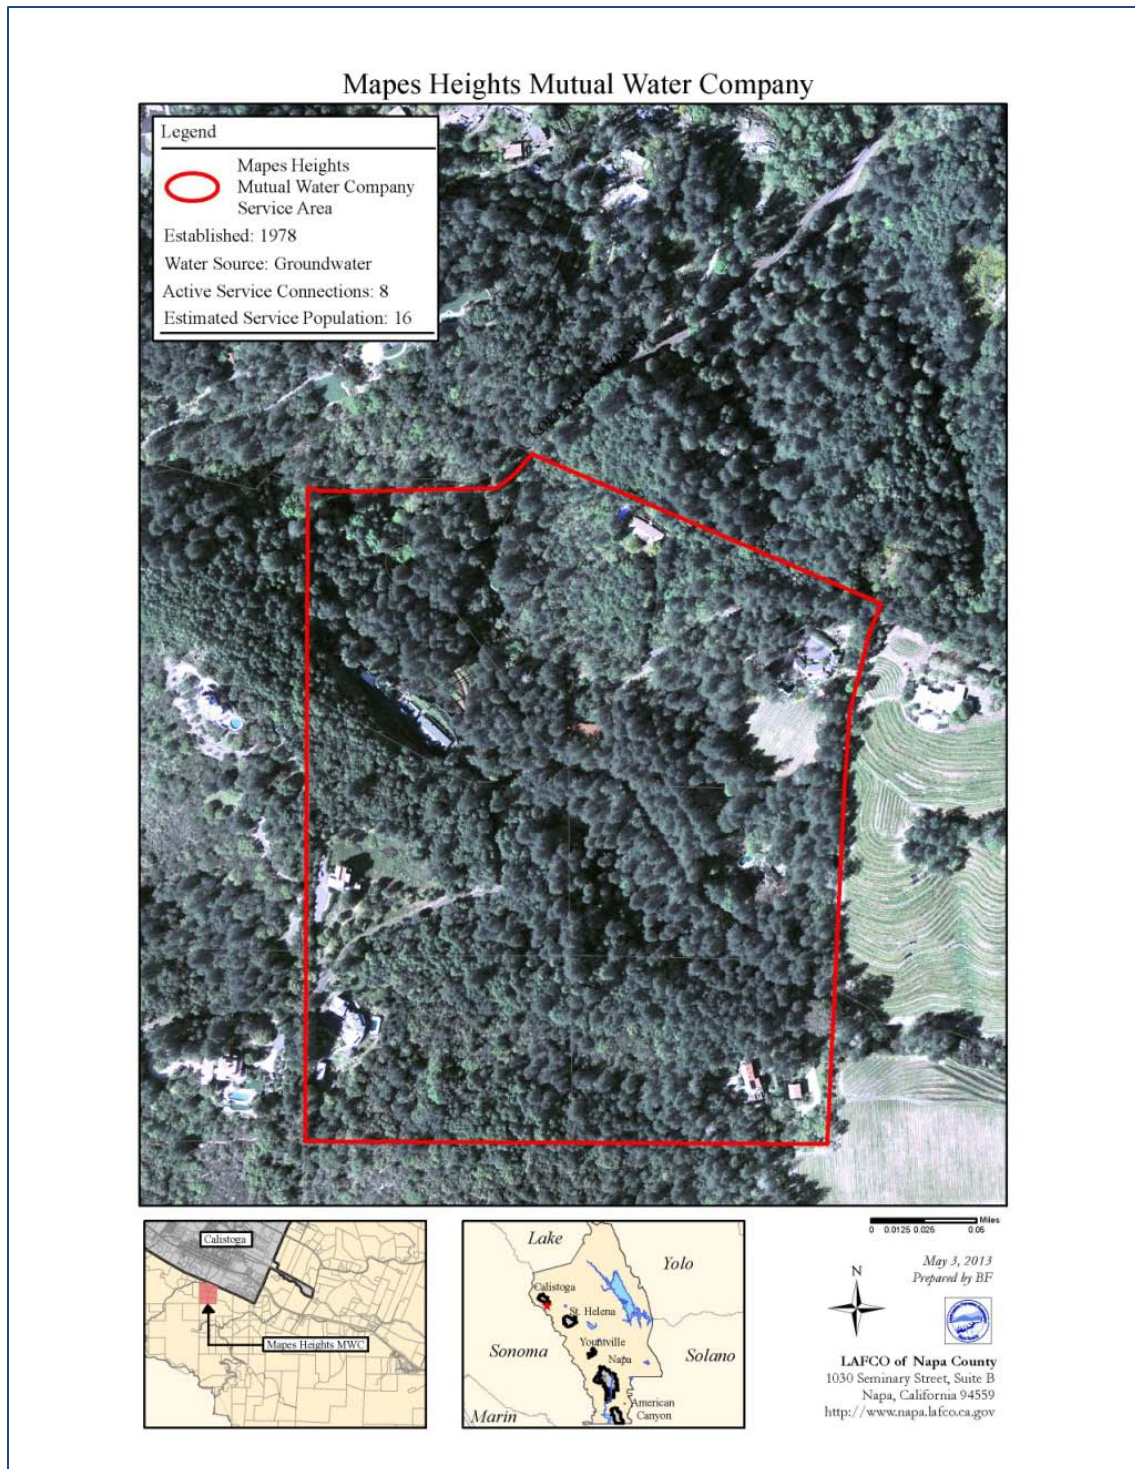 Mapes Heights Mutual Water Company
Legend
Mapes Heights
Mutual Water Company
Service Area
Established: 1978
Water Source: Groundwater
Active Service Connections: 8
Estimated Service Population: 16
Calistoga
Mapes Heights MWC
Lake
Yolo
Calistoga
St. Helena
Yountville
Sonoma
Napa
Solano
American
Canyon
Marin
Miles
0 0.0125 0.025 0.05
May 3, 2013
Prepared by BF
N
LAFCO of Napa County
1030 Seminary Street, Suite B
Napa, California 94559
http://www.napa.lafco.ca.gov